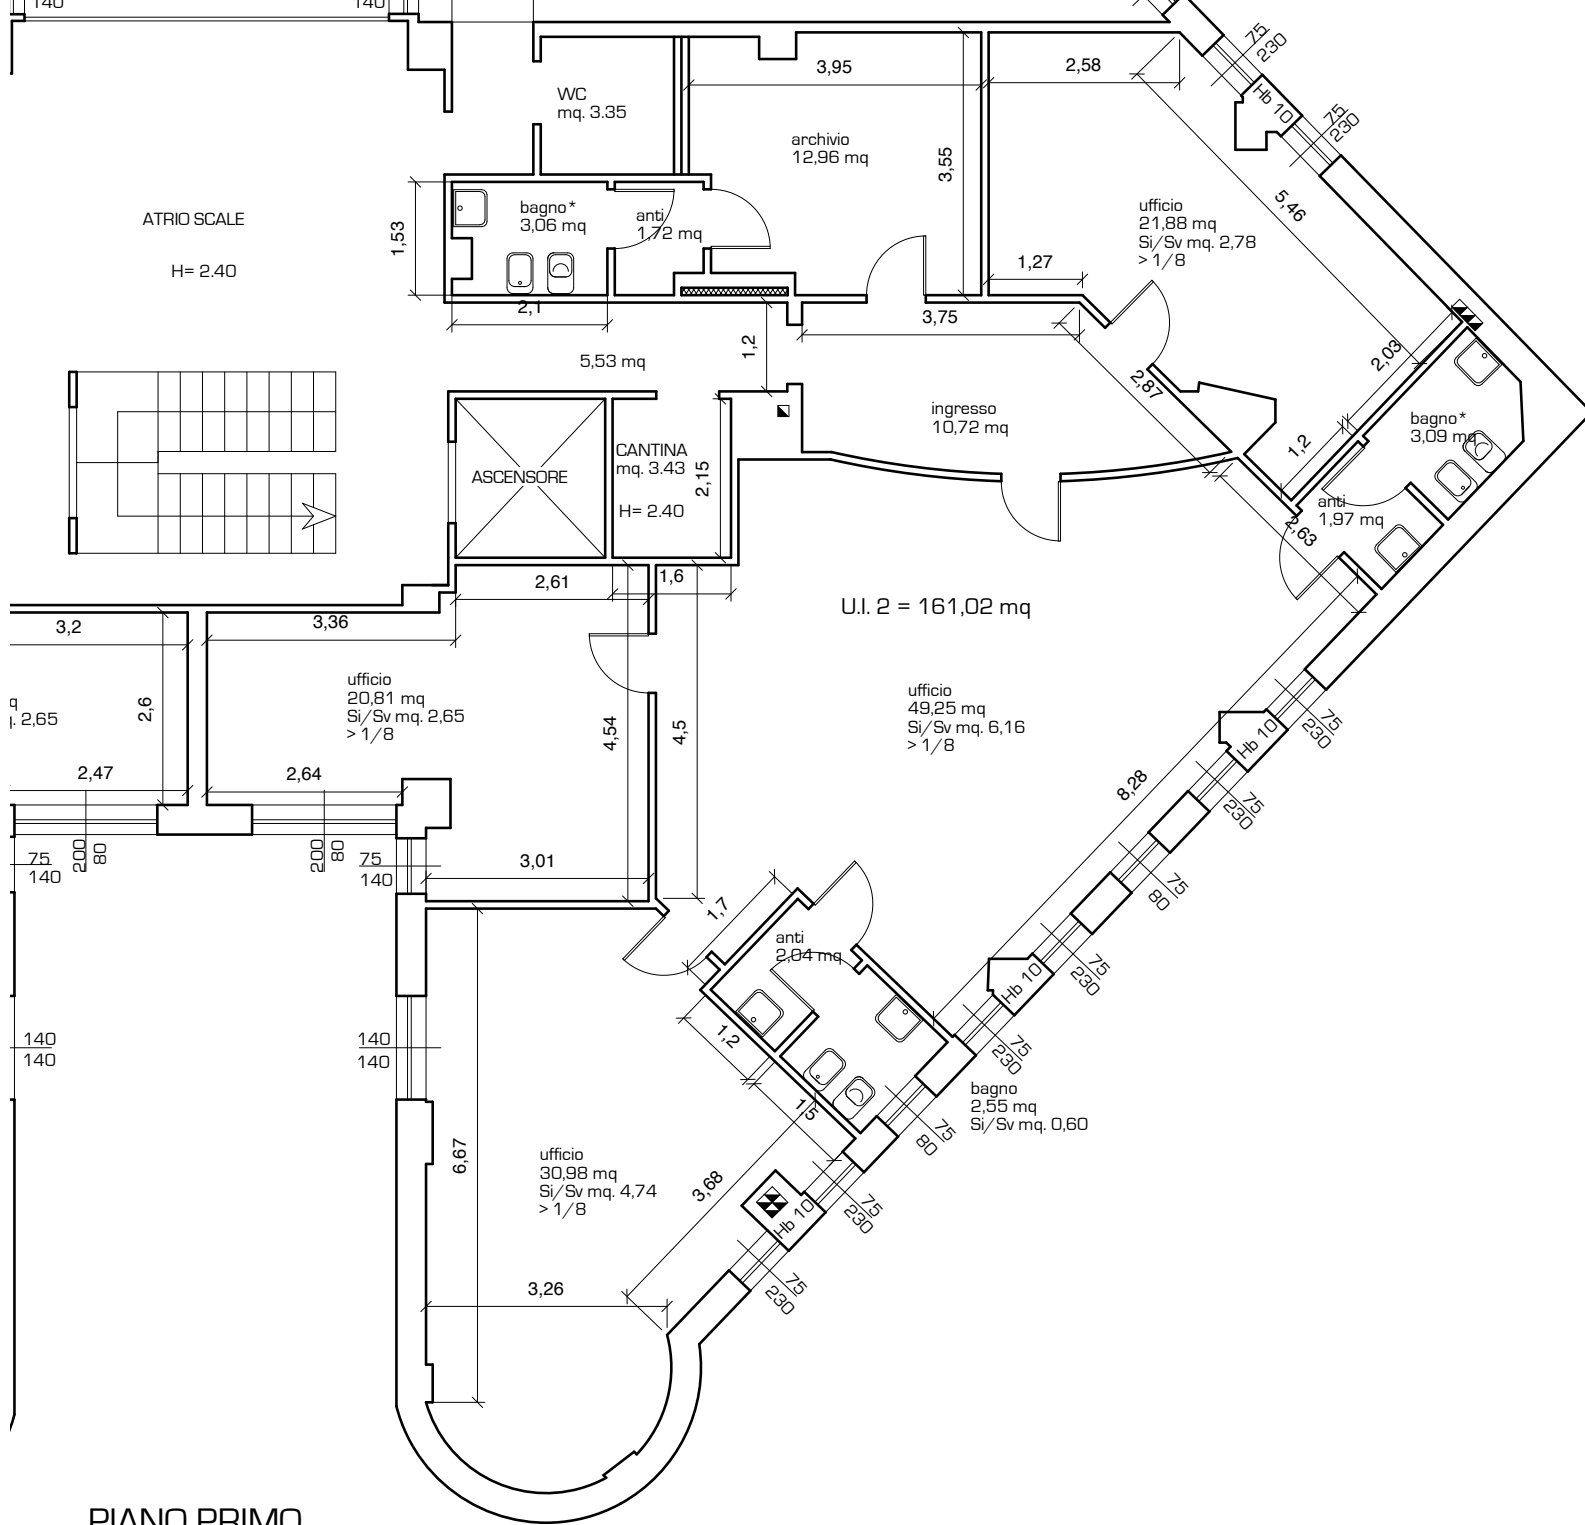 140
140
WC
mq. 3.35
3,95
2,58
75
230
Hb 10
75
230
archivio
12,96 mq
3,55
ATRIO SCALE
H= 2.40
1,53
bagno*
3,06 mq
anti
1,72 mq
ufficio
21,88 mq
Si/Sv mq. 2,78
> 1/8
5,46
1,27
2,1
3,75
1,2
5,53 mq
2,87
2,03
ingresso
10,72 mq
bagno*
3,09 mq
1,2
CANTINA
mq. 3.43
H= 2.40
2,15
ASCENSORE
anti
1,97 mq
2,63
2,61
1,6
U.I. 2 = 161,02 mq
3,2
3,36
2,6
ufficio
20,81 mq
Si/Sv mq. 2,65
> 1/8
q
. 2,65
4,54
4,5
ufficio
49,25 mq
Si/Sv mq. 6,16
> 1/8
75
230
Hb 10
2,47
2,64
8,28
75
230
75
140
200
80
200
80
75
140
3,01
75
80
1,7
anti
2,04 mq
75
230
Hb 10
140
140
140
140
1,2
75
230
bagno
2,55 mq
Si/Sv mq. 0,60
1,5
75
80
6,67
ufficio
30,98 mq
Si/Sv mq. 4,74
> 1/8
3,68
75
230
Hb 10
3,26
75
230
PIANO PRIMO